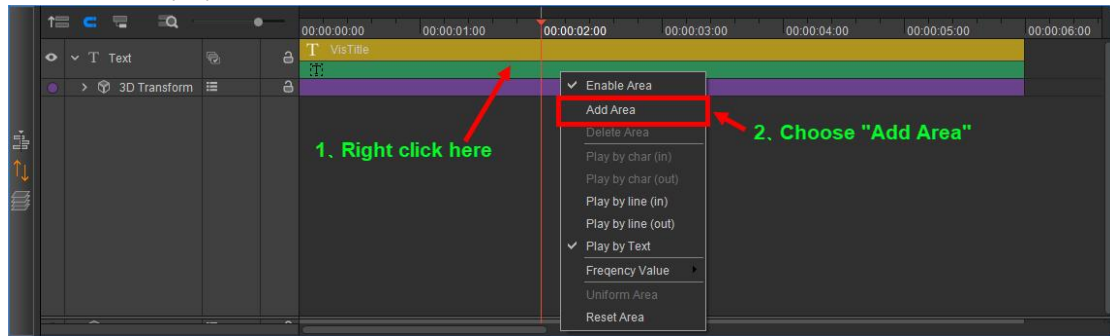 00:00:00:00 00:00:01:00 00:00:02:00 00:00:03:00 00:00:04:00 00:00:05:00 00:00:06:00
T VisTitle
T Text
T
3D Transform
Enable Area
Add Area
Delete Area
Play by char (in)
Play by char (out)
Play by line (in)
Play by line (out)
Play by Text
Freqency Value
Uniform Area
Reset Area
1、Right click here
2、Choose "Add Area"